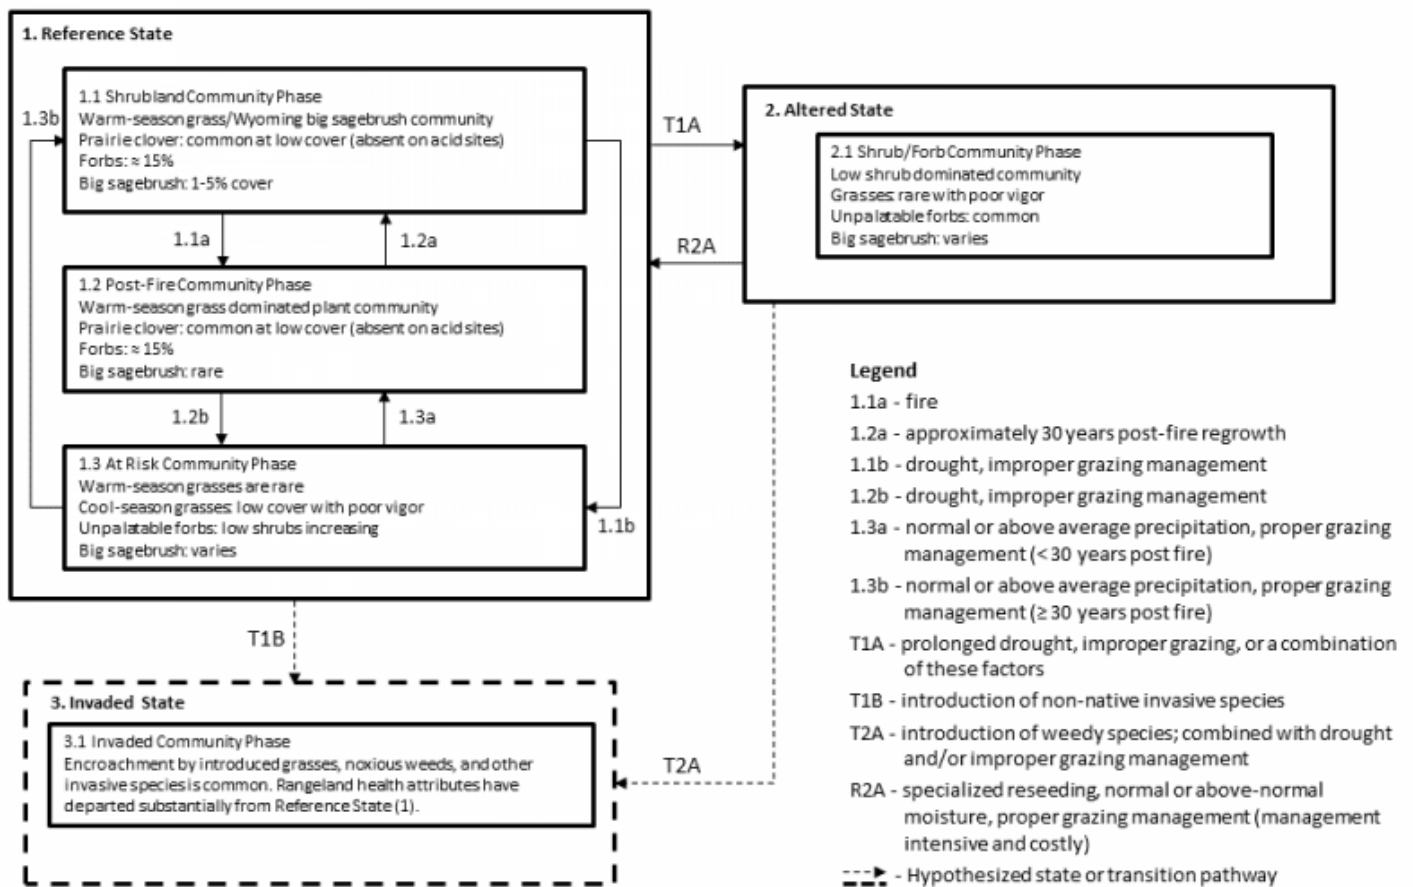 1. Reference State
1.1 Shrubland Community Phase
Warm-season grass/Wyoming big sagebrush community
Prairie clover: common at low cover (absent on acid sites)
Forbs: ≈ 15%
Big sagebrush: 1-5% cover
1.3b
1.1a
1.2a
1.2 Post-Fire Community Phase
Warm-season grass dominated plant community
Prairie clover: common at low cover (absent on acid sites)
Forbs: ≈ 15%
Big sagebrush: rare
1.2b
1.3a
1.3 At Risk Community Phase
Warm-season grasses are rare
Cool-season grasses: low cover with poor vigor
Unpalatable forbs: low shrubs increasing
Big sagebrush: varies
1.1b
T1A
R2A
2. Altered State
2.1 Shrub/Forb Community Phase
Low shrub dominated community
Grasses: rare with poor vigor
Unpalatable forbs: common
Big sagebrush: varies
T1B
3. Invaded State
3.1 Invaded Community Phase
Encroachment by introduced grasses, noxious weeds, and other
invasive species is common. Rangeland health attributes have
departed substantially from Reference State (1).
T2A
Legend
1.1a - fire
1.2a - approximately 30 years post-fire regrowth
1.1b - drought, improper grazing management
1.2b - drought, improper grazing management
1.3a - normal or above average precipitation, proper grazing
management (< 30 years post fire)
1.3b - normal or above average precipitation, proper grazing
management (≥ 30 years post fire)
T1A - prolonged drought, improper grazing, or a combination
of these factors
T1B - introduction of non-native invasive species
T2A - introduction of weedy species; combined with drought
and/or improper grazing management
R2A - specialized reseeding, normal or above-normal
moisture, proper grazing management (management
intensive and costly)
- Hypothesized state or transition pathway